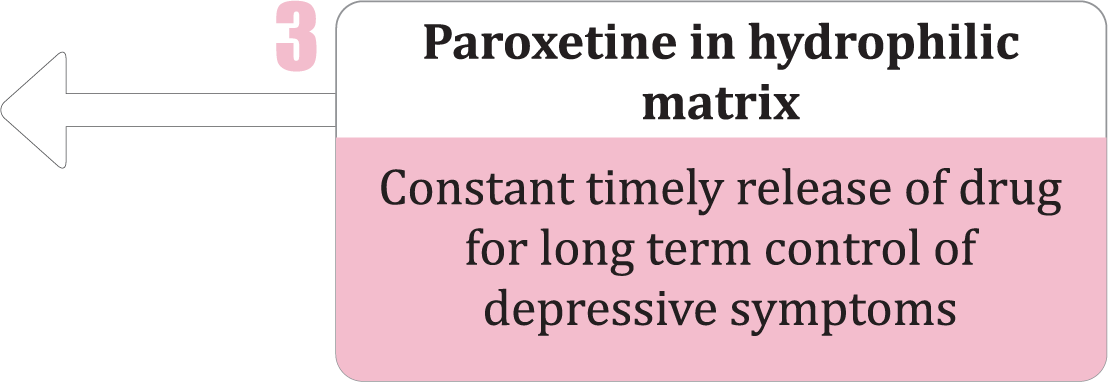 3
Paroxetine in hydrophilic
matrix
Constant timely release of drug
for long term control of
depressive symptoms